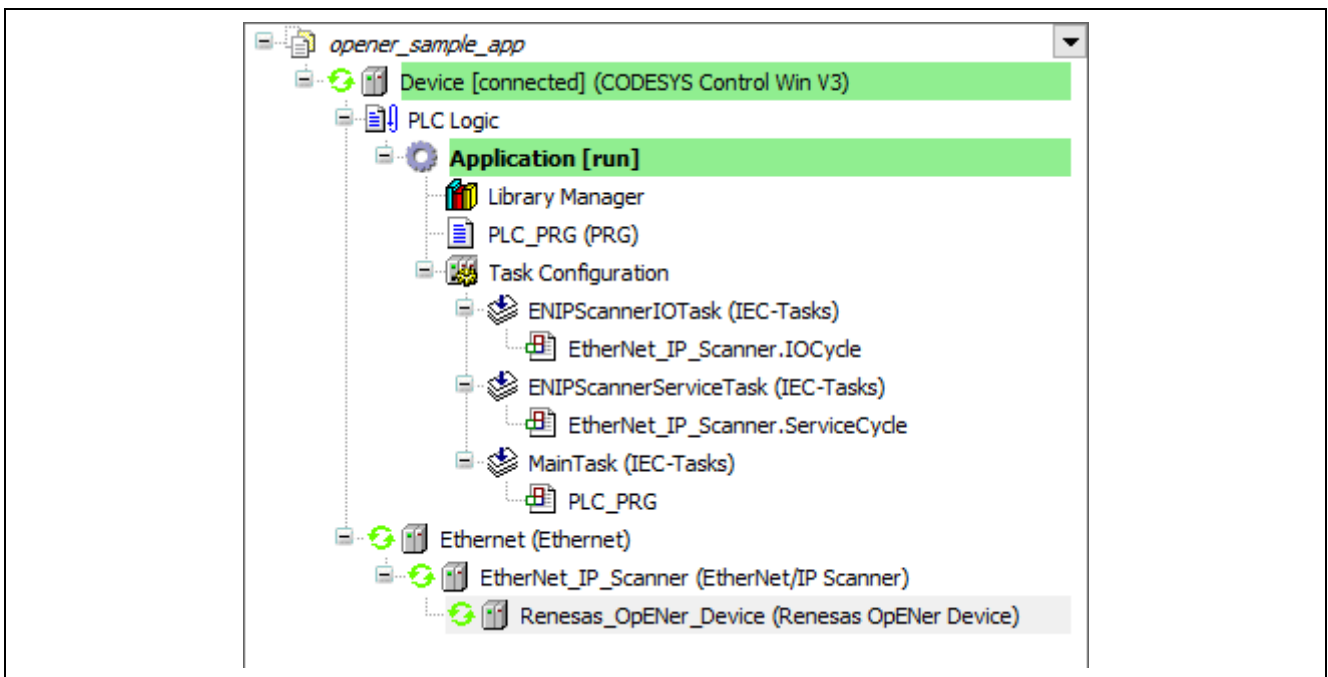 opener_sample_app
Device [connected] (CODESYS Control Win V3)
PLC Logic
Application [run]
Library Manager
PLC_PRG (PRG)
Task Configuration
ENIPScannerIOTask (IEC-Tasks)
EtherNet_IP_Scanner.IOCycle
ENIPScannerServiceTask (IEC-Tasks)
EtherNet_IP_Scanner.ServiceCycle
MainTask (IEC-Tasks)
PLC_PRG
Ethernet (Ethernet)
EtherNet_IP_Scanner (EtherNet/IP Scanner)
Renesas_OpENer_Device (Renesas OpENer Device)